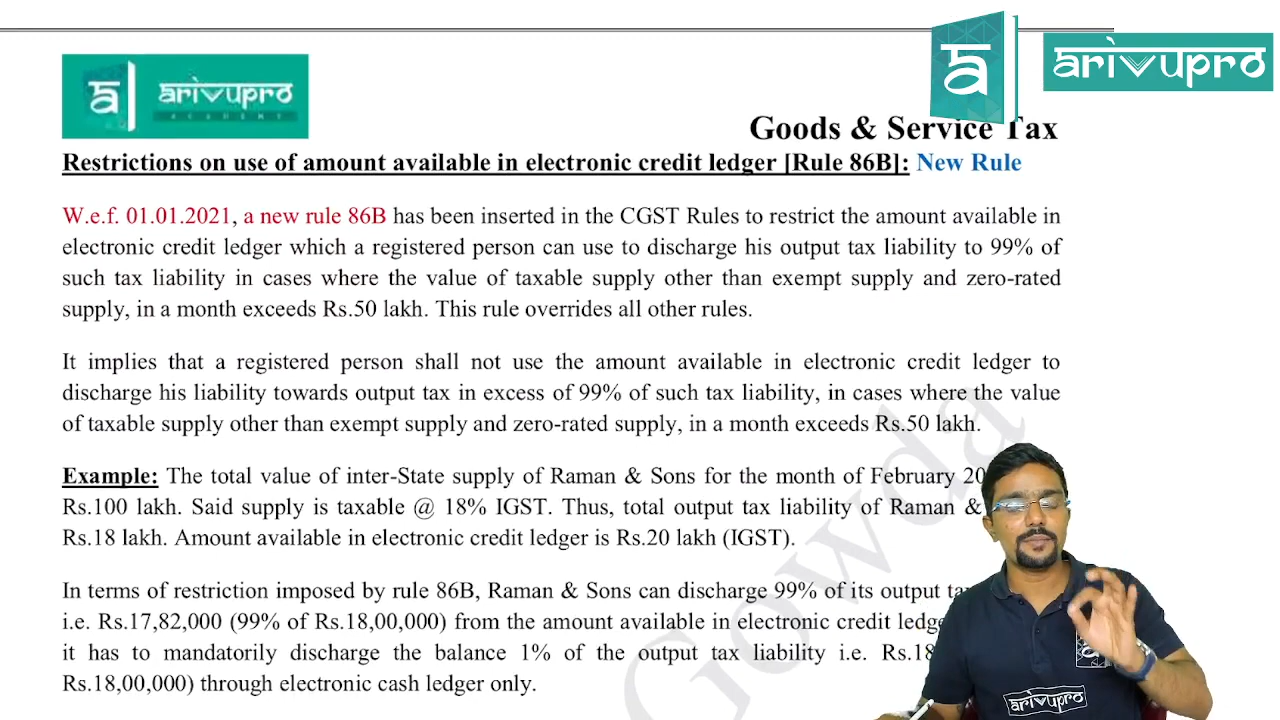 arivupro
arivupro
ACADEMY
Goods & Service Tax
Restrictions on use of amount available in electronic credit ledger [Rule 86B]: New Rule
W.e.f. 01.01.2021, a new rule 86B has been inserted in the CGST Rules to restrict the amount available in
electronic credit ledger which a registered person can use to discharge his output tax liability to 99% of
such tax liability in cases where the value of taxable supply other than exempt supply and zero-rated
supply, in a month exceeds Rs.50 lakh. This rule overrides all other rules.
It implies that a registered person shall not use the amount available in electronic credit ledger to
discharge his liability towards output tax in excess of 99% of such tax liability, in cases where the value
of taxable supply other than exempt supply and zero-rated supply, in a month exceeds Rs.50 lakh.
Example: The total value of inter-State supply of Raman & Sons for the month of February 20
Rs.100 lakh. Said supply is taxable @ 18% IGST. Thus, total output tax liability of Raman &
Rs.18 lakh. Amount available in electronic credit ledger is Rs.20 lakh (IGST).
In terms of restriction imposed by rule 86B, Raman & Sons can discharge 99% of its output
i.e. Rs.17,82,000 (99% of Rs.18,00,000) from the amount available in electronic credit
it has to mandatorily discharge the balance 1% of the output tax liability i.e. Rs.18
Rs.18,00,000) through electronic cash ledger only.
Gowda
arivupro